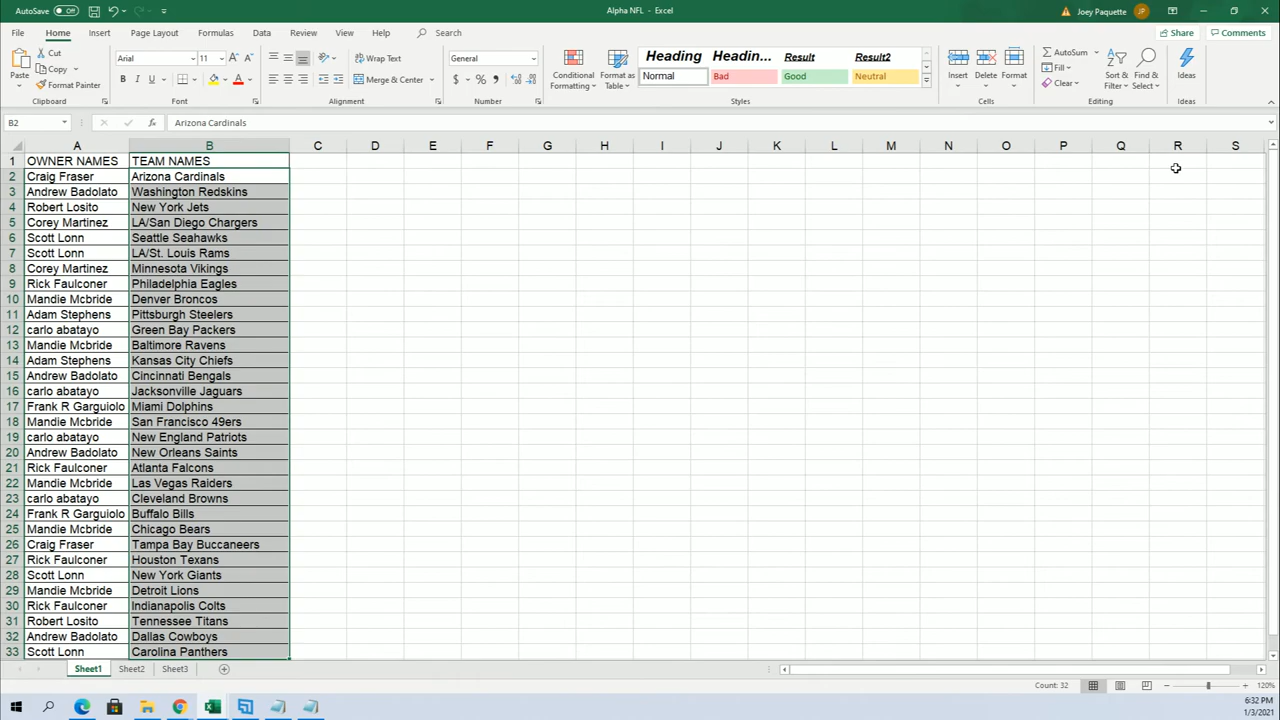 AutoSave Off
Alpha NFL - Excel
Joey Paquette JP
File Home Insert Page Layout Formulas Data Review View Help Search
Share Comments
Paste
Cut
Copy
Format Painter
Clipboard
Arial 11 A A
B I U A
Font
Wrap Text
Merge & Center
Alignment
General
$ % ,
Number
Conditional Formatting
Format as Table
Heading Headin... Result Result2
Normal Bad Good Neutral
Styles
Insert Delete Format
Cells
AutoSum
Fill
Clear
Sort & Filter
Find & Select
Editing
Ideas
Ideas
B2 fx Arizona Cardinals
A B C D E F G H I J K L M N O P Q R S
1 OWNER NAMES TEAM NAMES
2 Craig Fraser Arizona Cardinals
3 Andrew Badolato Washington Redskins
4 Robert Losito New York Jets
5 Corey Martinez LA/San Diego Chargers
6 Scott Lonn Seattle Seahawks
7 Scott Lonn LA/St. Louis Rams
8 Corey Martinez Minnesota Vikings
9 Rick Faulconer Philadelphia Eagles
10 Mandie Mcbride Denver Broncos
11 Adam Stephens Pittsburgh Steelers
12 carlo abatayo Green Bay Packers
13 Mandie Mcbride Baltimore Ravens
14 Adam Stephens Kansas City Chiefs
15 Andrew Badolato Cincinnati Bengals
16 carlo abatayo Jacksonville Jaguars
17 Frank R Garguiolo Miami Dolphins
18 Mandie Mcbride San Francisco 49ers
19 carlo abatayo New England Patriots
20 Andrew Badolato New Orleans Saints
21 Rick Faulconer Atlanta Falcons
22 Mandie Mcbride Las Vegas Raiders
23 carlo abatayo Cleveland Browns
24 Frank R Garguiolo Buffalo Bills
25 Mandie Mcbride Chicago Bears
26 Craig Fraser Tampa Bay Buccaneers
27 Rick Faulconer Houston Texans
28 Scott Lonn New York Giants
29 Mandie Mcbride Detroit Lions
30 Rick Faulconer Indianapolis Colts
31 Robert Losito Tennessee Titans
32 Andrew Badolato Dallas Cowboys
33 Scott Lonn Carolina Panthers
Sheet1 Sheet2 Sheet3
Count: 32 120%
6:32 PM
1/3/2021